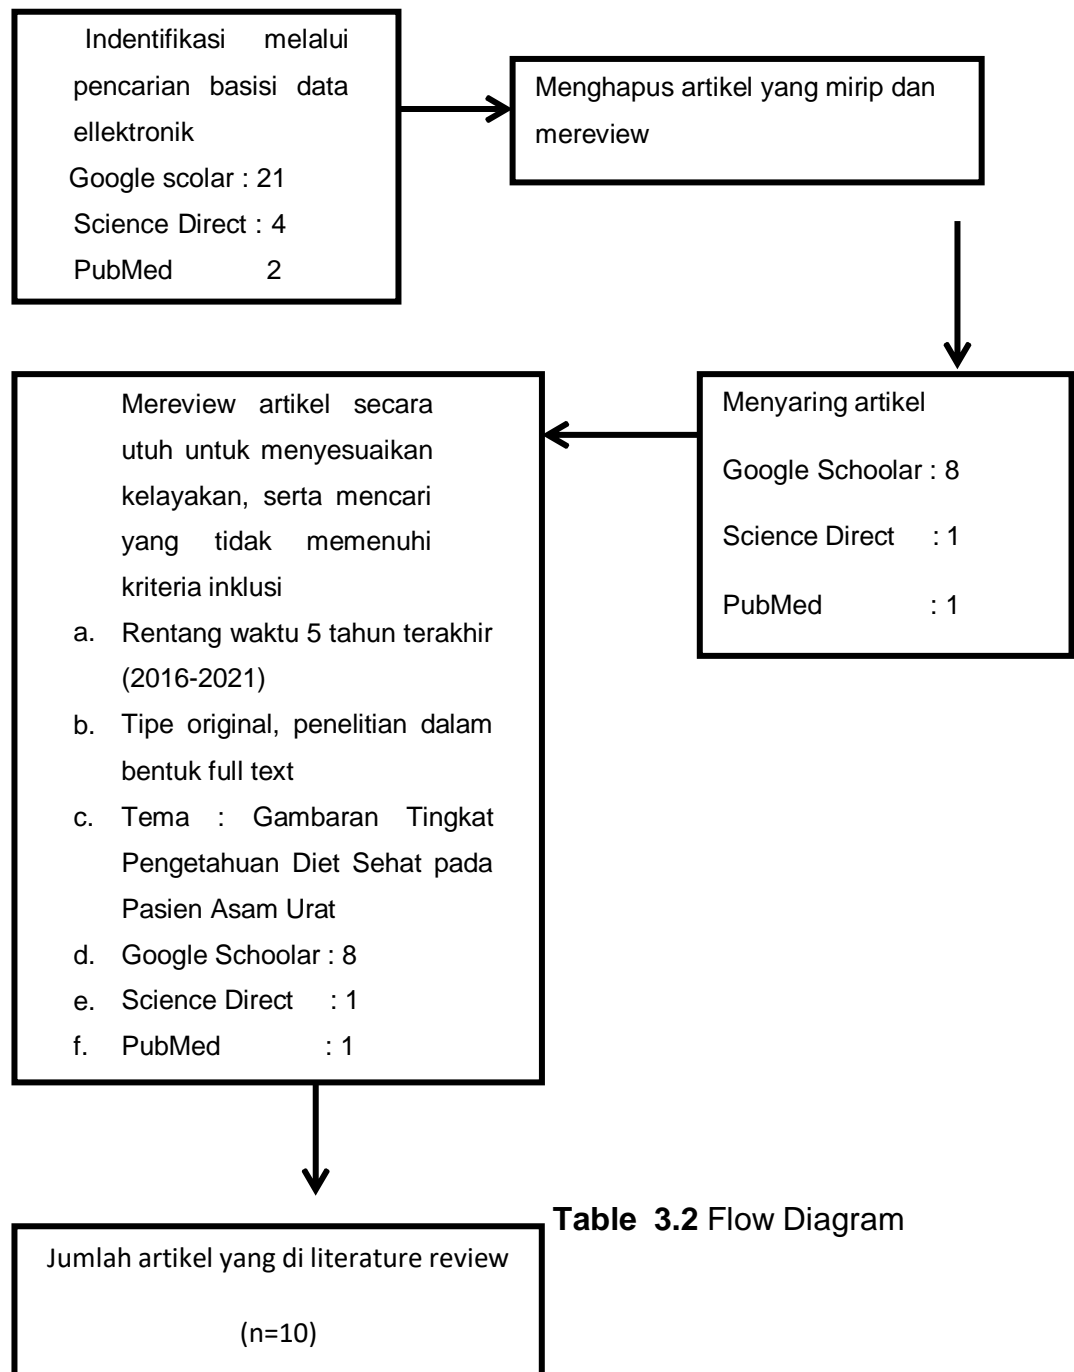 Indentifikasi melalui
pencarian basisi data
ellektronik
Google scolar : 21
Science Direct : 4
PubMed 2
Menghapus artikel yang mirip dan
mereview
Menyaring artikel
Google Schoolar : 8
Science Direct : 1
PubMed : 1
Mereview artikel secara
utuh untuk menyesuaikan
kelayakan, serta mencari
yang tidak memenuhi
kriteria inklusi
a. Rentang waktu 5 tahun terakhir
(2016-2021)
b. Tipe original, penelitian dalam
bentuk full text
c. Tema : Gambaran Tingkat
Pengetahuan Diet Sehat pada
Pasien Asam Urat
d. Google Schoolar : 8
e. Science Direct : 1
f. PubMed : 1
Table 3.2 Flow Diagram
Jumlah artikel yang di literature review
(n=10)